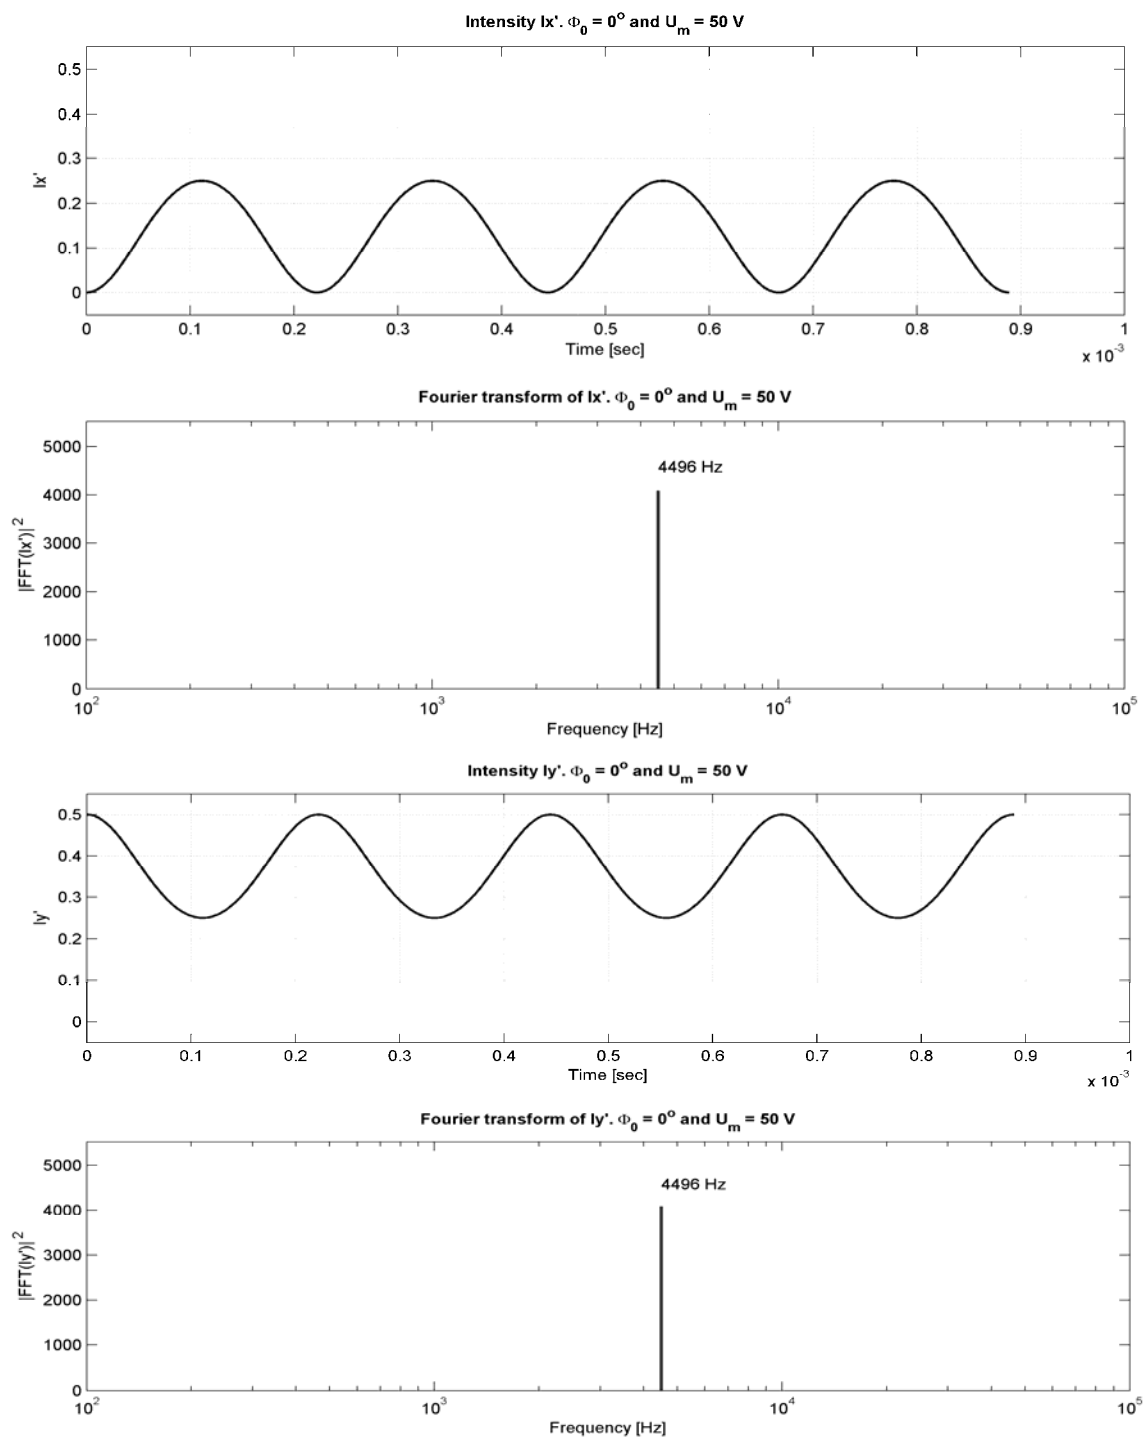 Intensity Ix'. Φ0 = 0o and Um = 50 V
0.5
0.4
0.3
0.2
0.1
0
Ix'
0 0.1 0.2 0.3 0.4 0.5 0.6 0.7 0.8 0.9 1
Time [sec]
x 10-3
Fourier transform of Ix'. Φ0 = 0o and Um = 50 V
5000
4000
3000
2000
1000
0
|FFT(Ix')|2
4496 Hz
102 103 104 105
Frequency [Hz]
Intensity Iy'. Φ0 = 0o and Um = 50 V
0.5
0.4
0.3
0.2
0.1
0
Iy'
0 0.1 0.2 0.3 0.4 0.5 0.6 0.7 0.8 0.9 1
Time [sec]
x 10-3
Fourier transform of Iy'. Φ0 = 0o and Um = 50 V
5000
4000
3000
2000
1000
0
|FFT(Iy')|2
4496 Hz
102 103 104 105
Frequency [Hz]